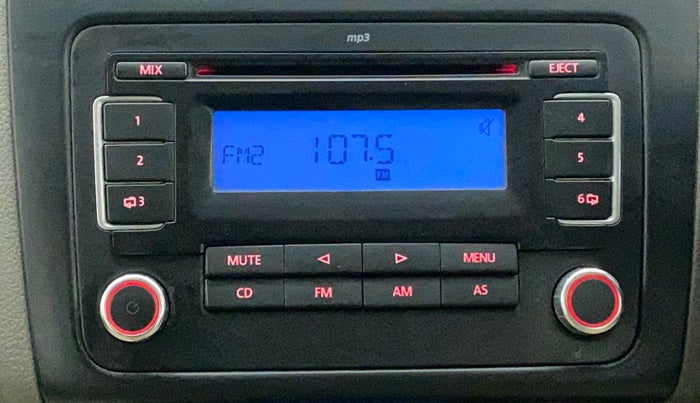 mp3
MIX
EJECT
1
2
3
FM2 107.5
FM
4
5
6
MUTE
MENU
CD
FM
AM
AS